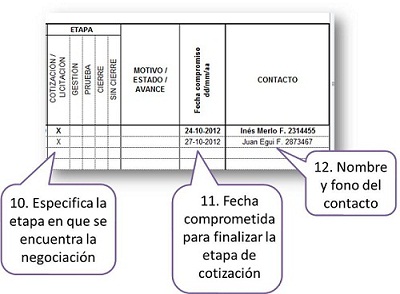 ETAPA
COTIZACIÓN /
LICITACIÓN
GESTION
PRUEBA
CIERRE
SIN CIERRE
MOTIVO /
ESTADO /
AVANCE
Fecha compromiso
dd/mm/aa
CONTACTO
X 24-10-2012 Inés Merlo F. 2314455
X 27-10-2012 Juan Egui F. 2873467
10. Especifica la
etapa en que se
encuentra la
negociación
11. Fecha
comprometida
para finalizar la
etapa de
cotización
12. Nombre
y fono del
contacto